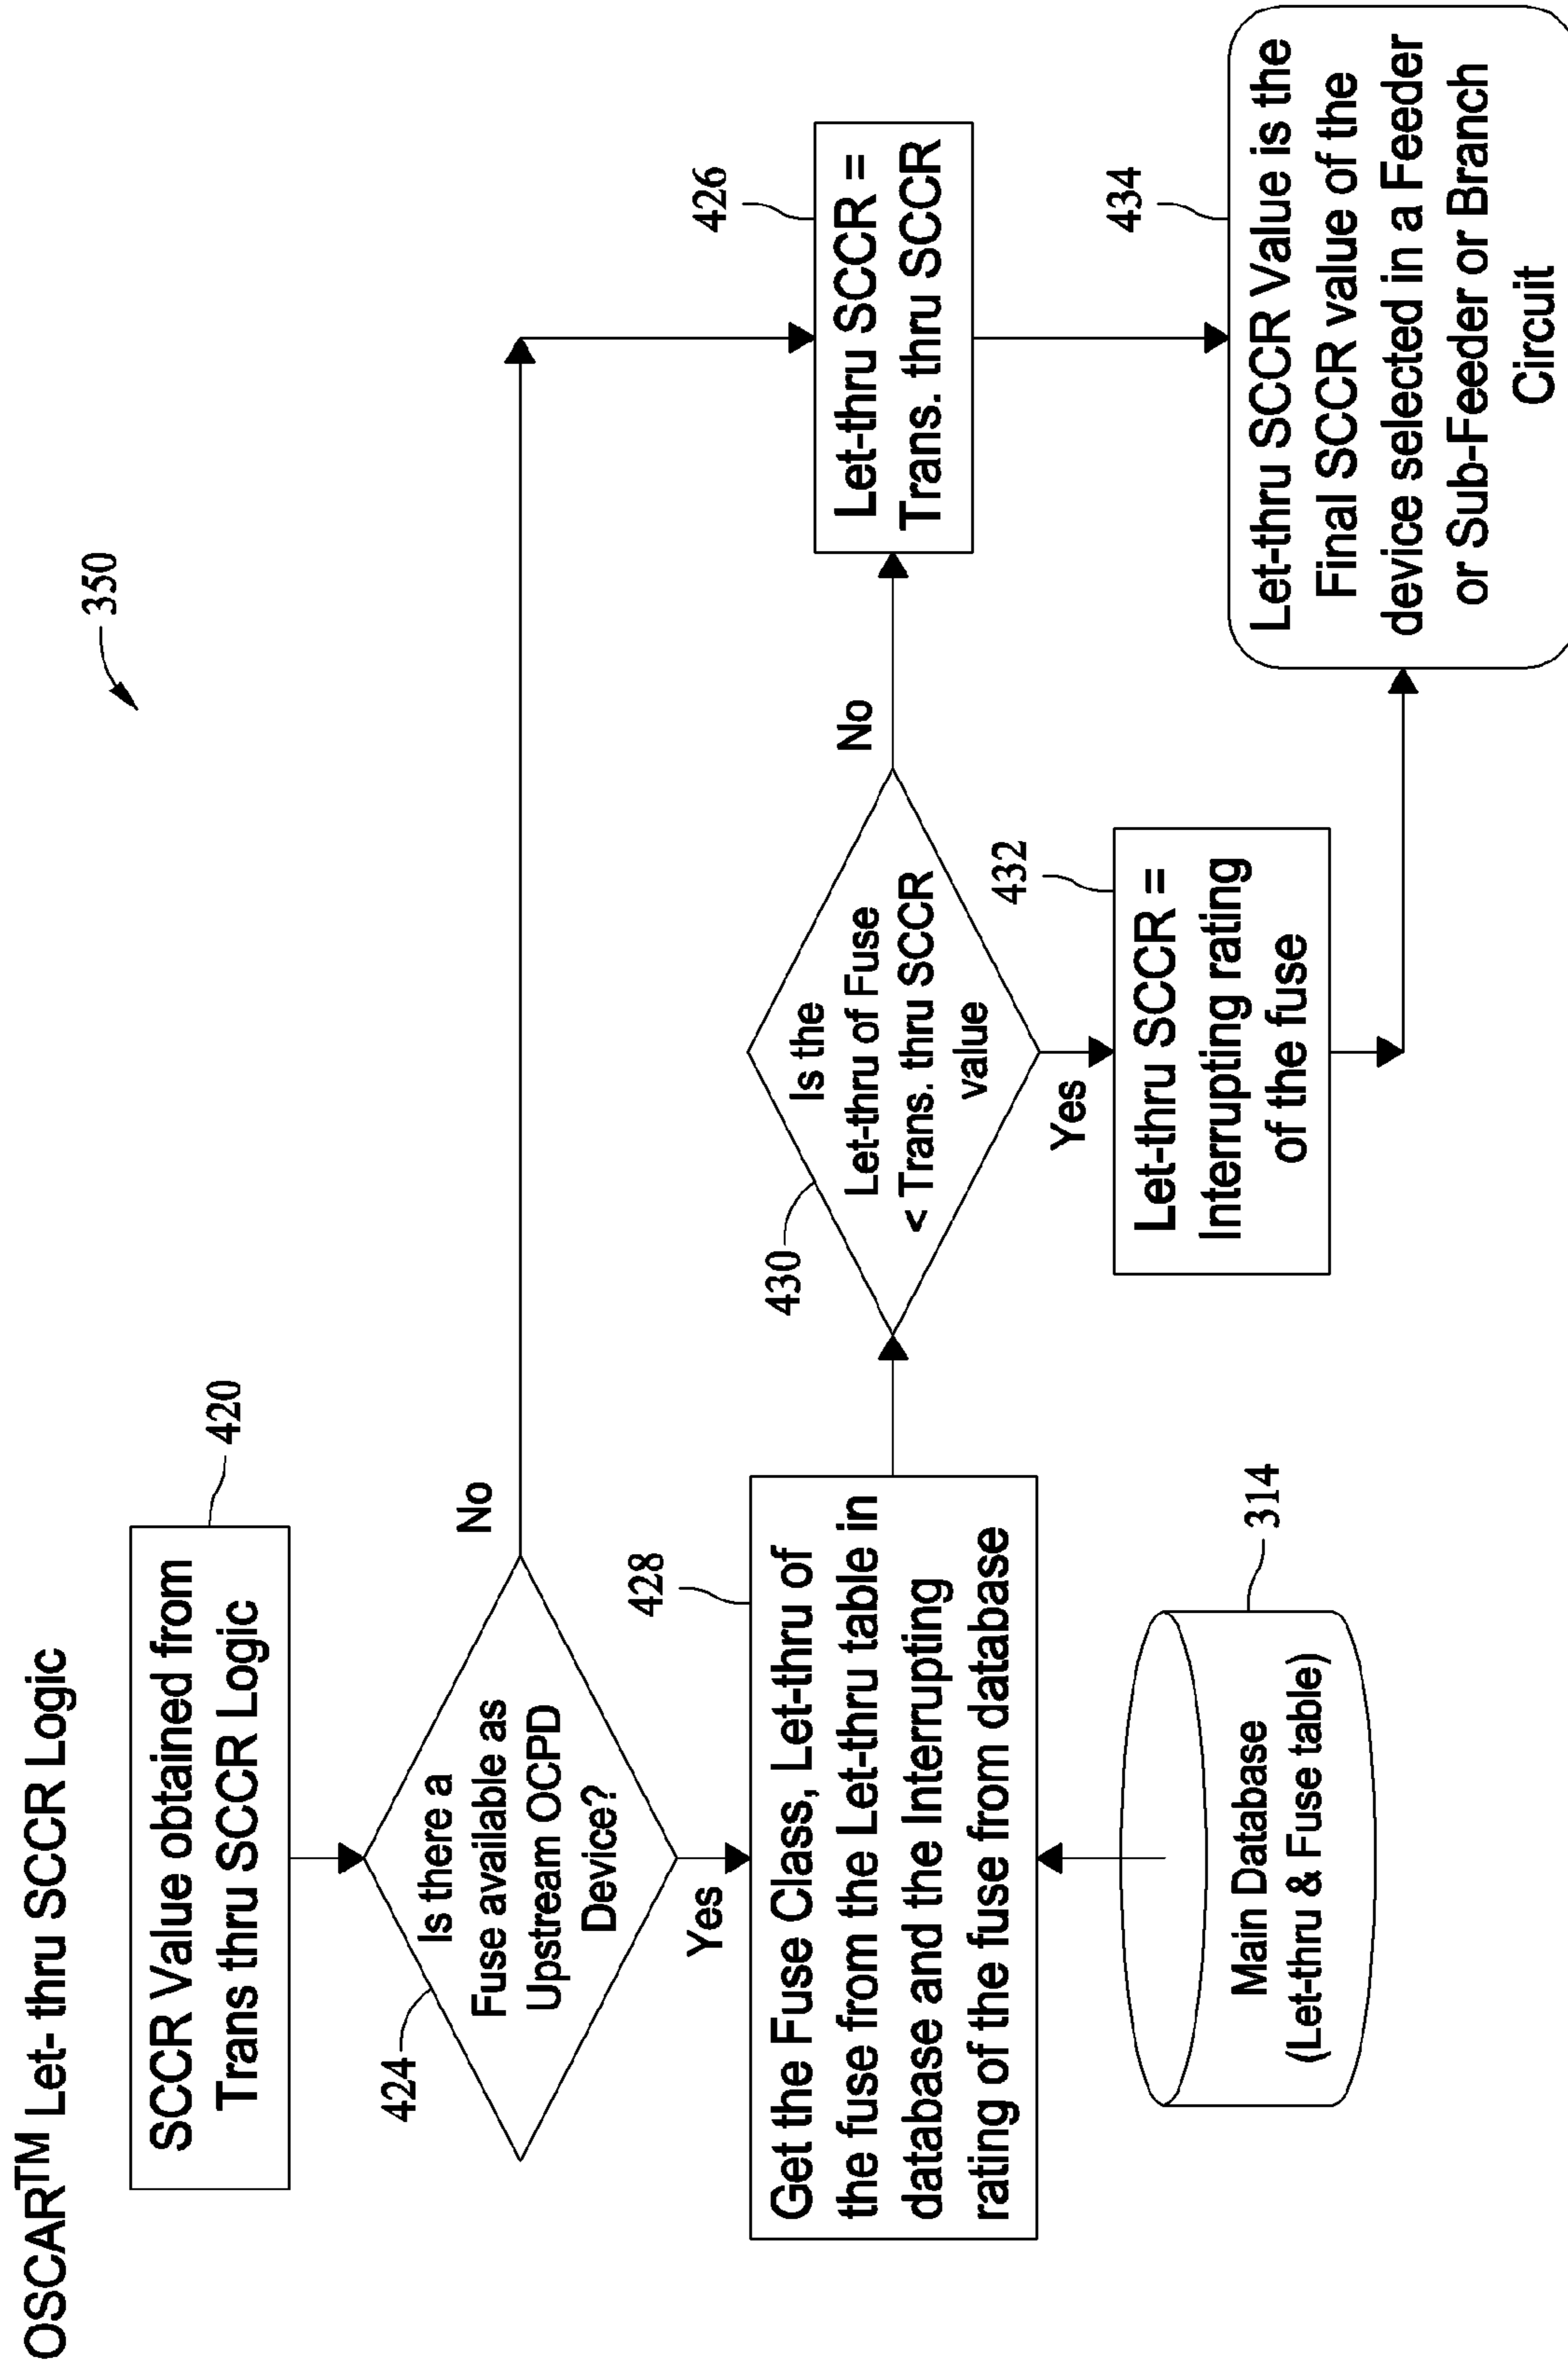 OSCAR™ Let- thru SCCR Logic
350
420
SCCR Value obtained from
Trans thru SCCR Logic
424
Is there a
Fuse available as
Upstream OCPD
Device?
No
Yes
428
Get the Fuse Class, Let-thru of
the fuse from the Let-thru table in
database and the Interrupting
rating of the fuse from database
314
Main Database
(Let-thru & Fuse table)
430
Is the
Let-thru of Fuse
< Trans. thru SCCR
value
No
Yes
426
Let-thru SCCR =
Trans. thru SCCR
432
Let-thru SCCR =
Interrupting rating
of the fuse
434
Let-thru SCCR Value is the
Final SCCR value of the
device selected in a Feeder
or Sub-Feeder or Branch
Circuit